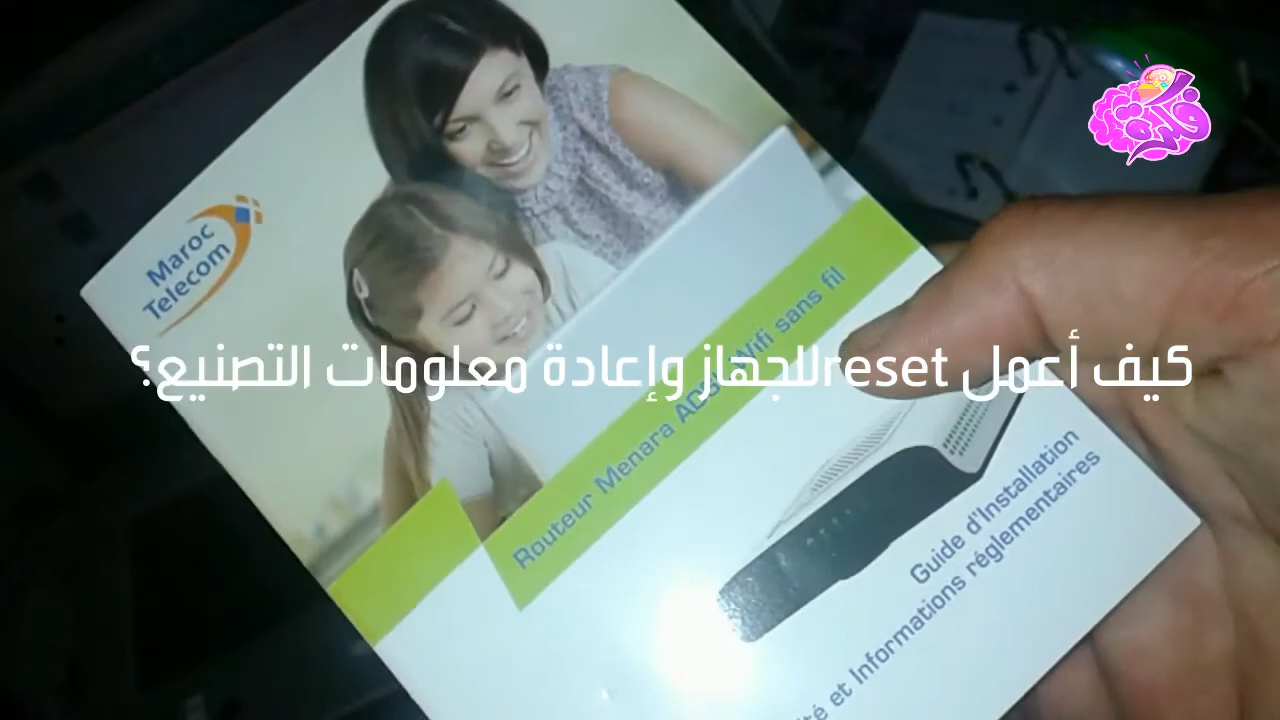 فكرة
Maroc
Telecom
كيف أعمل resetللجهاز وإعادة معلومات التصنيع؟
Routeur Menara ADSL Wifi sans fil
Guide d'Installation
et Informations réglementaires